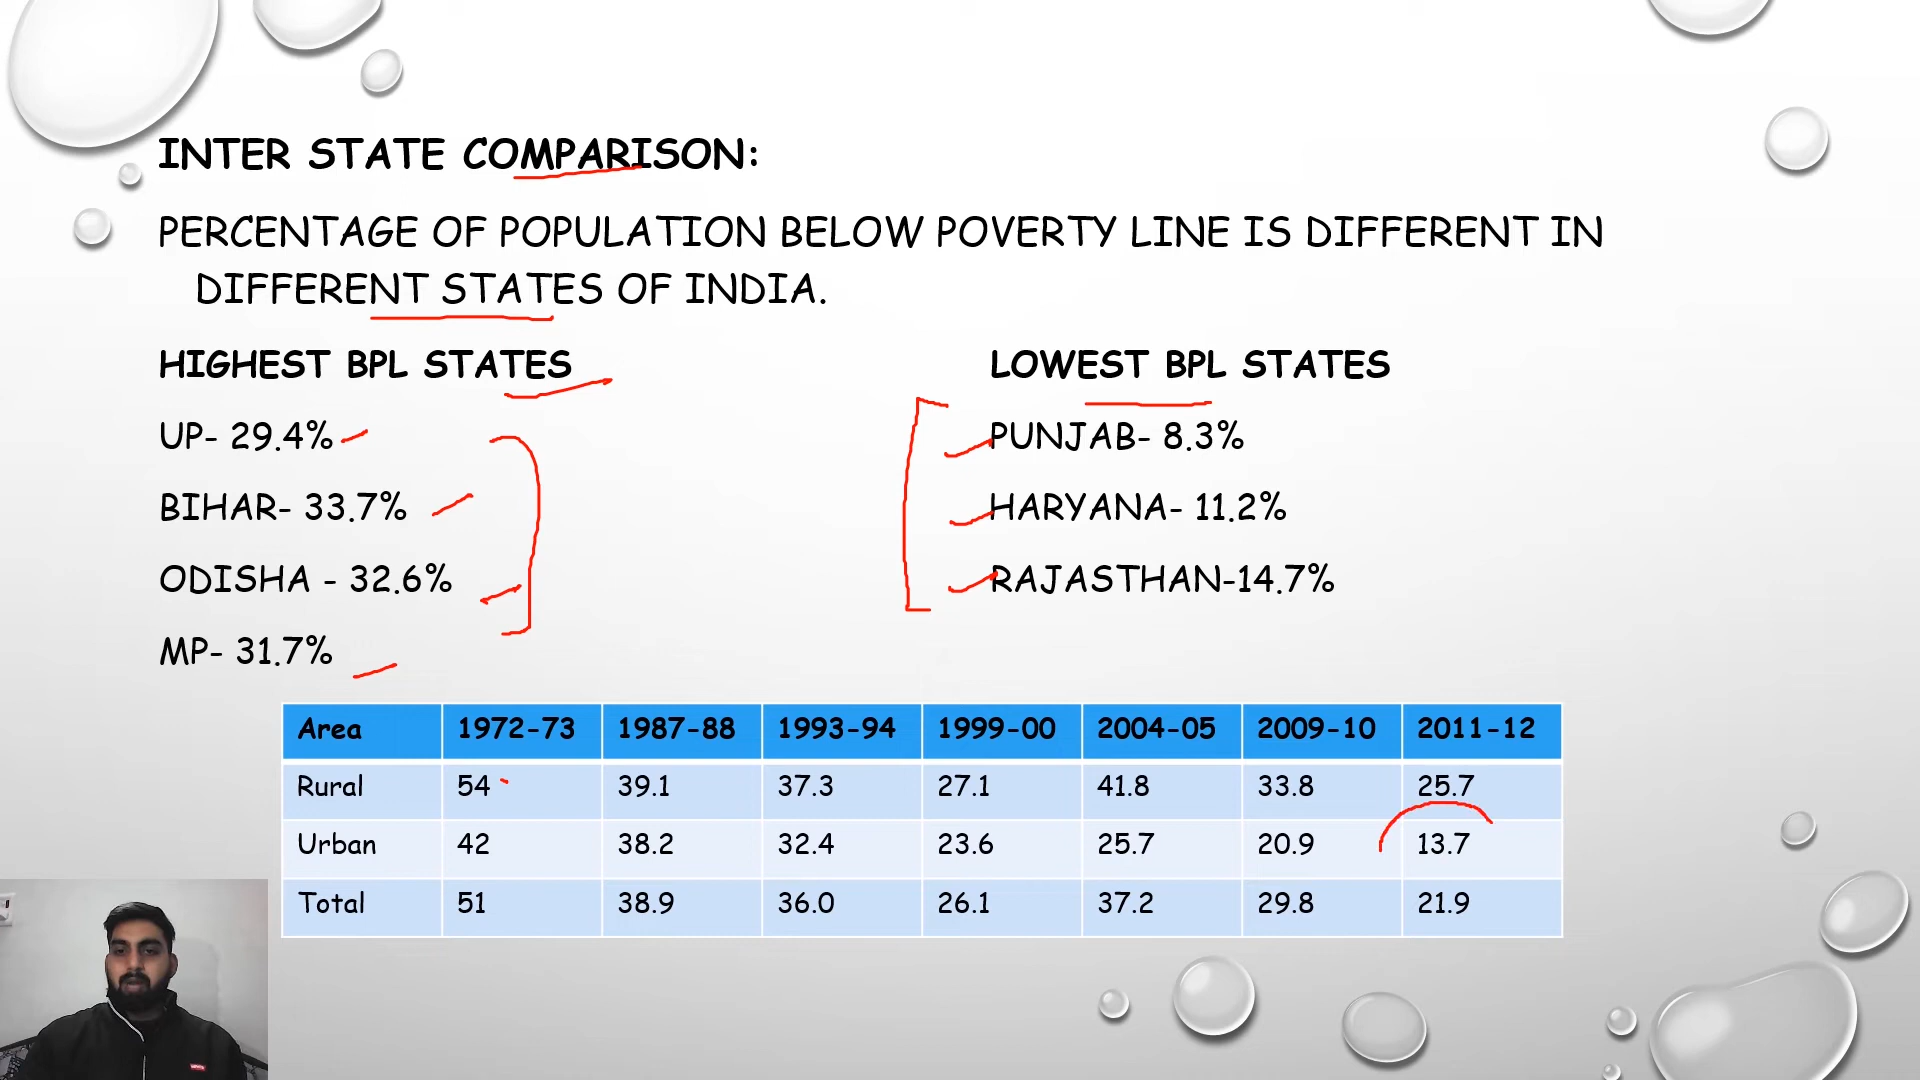 INTER STATE COMPARISON:
PERCENTAGE OF POPULATION BELOW POVERTY LINE IS DIFFERENT IN
DIFFERENT STATES OF INDIA.
HIGHEST BPL STATES LOWEST BPL STATES
UP- 29.4% PUNJAB- 8.3%
BIHAR- 33.7% HARYANA- 11.2%
ODISHA - 32.6% RAJASTHAN-14.7%
MP- 31.7%
Area 1972-73 1987-88 1993-94 1999-00 2004-05 2009-10 2011-12
Rural 54 39.1 37.3 27.1 41.8 33.8 25.7
Urban 42 38.2 32.4 23.6 25.7 20.9 13.7
Total 51 38.9 36.0 26.1 37.2 29.8 21.9